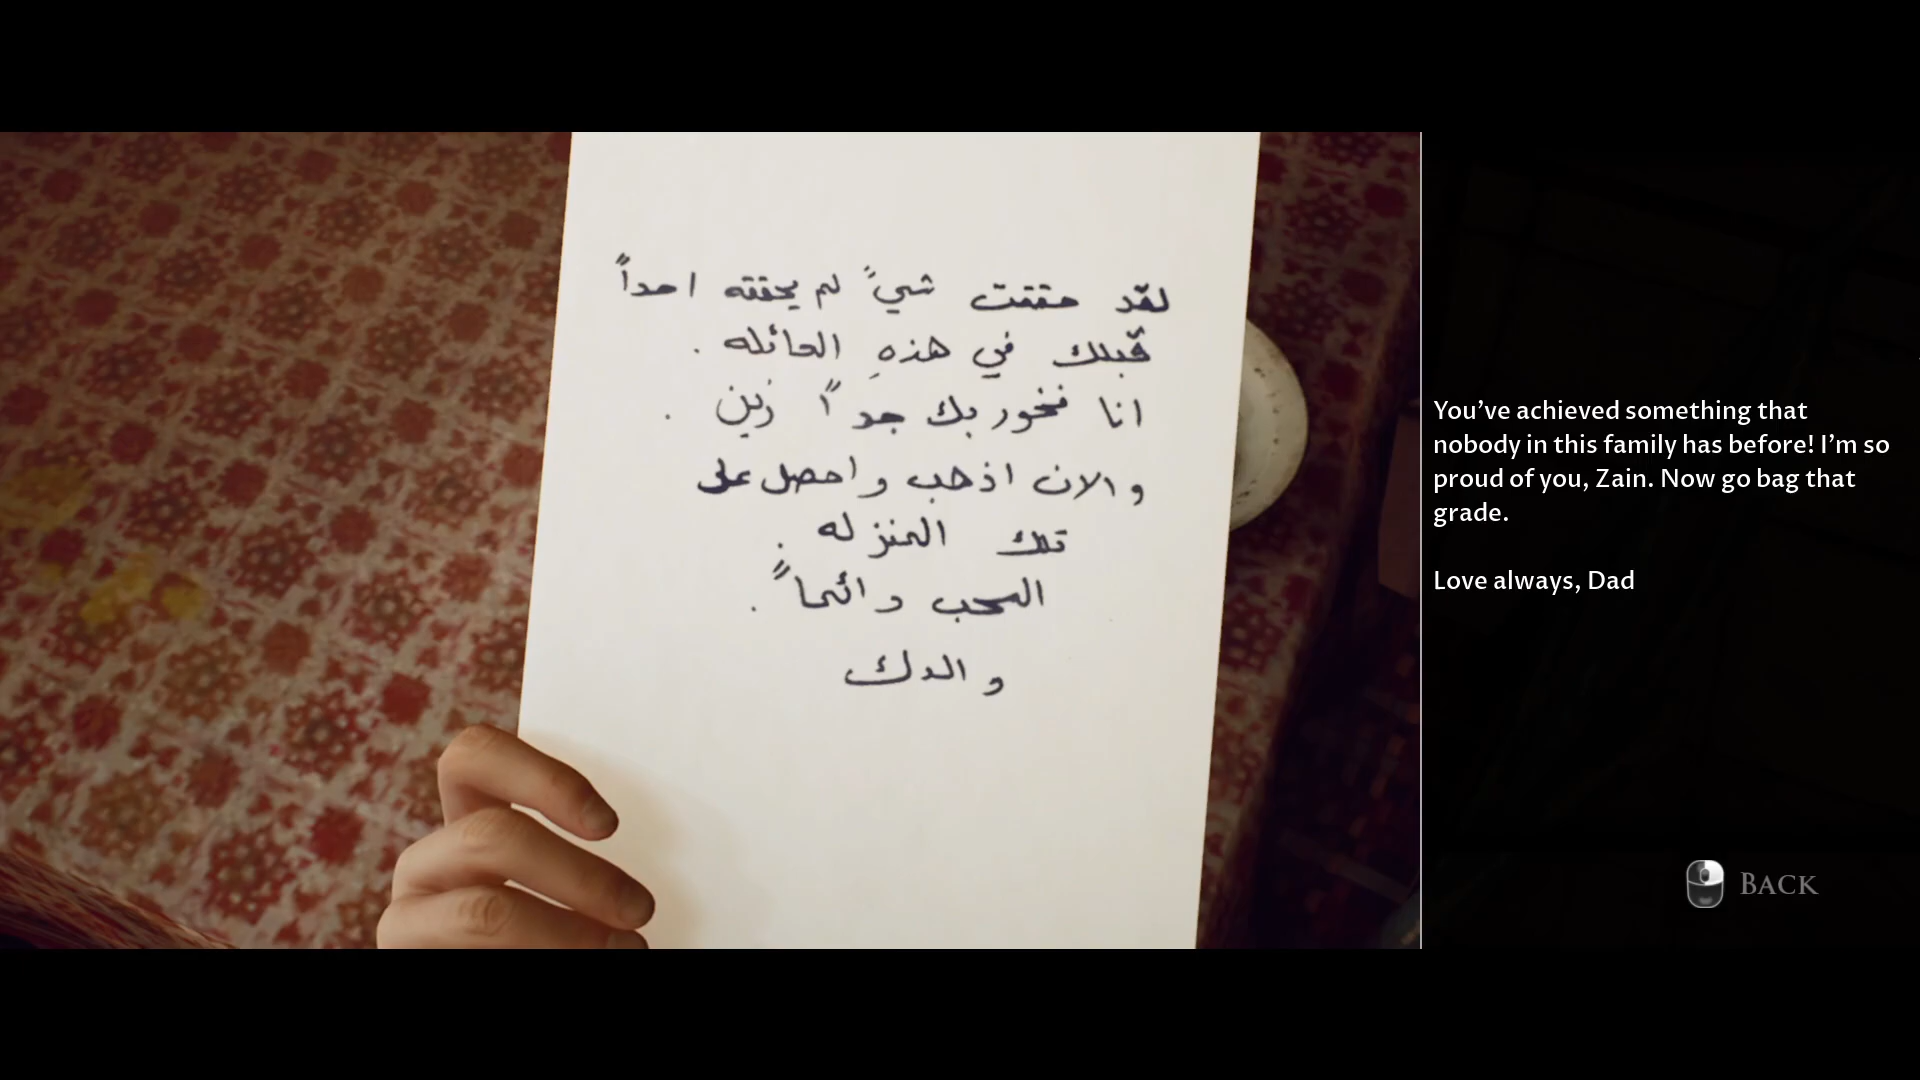 لقد حققت شيً لم يحققه احداً
قبلك في هذهِ العائله .
انا فخور بك جداً زين .
والان اذهب واحصل على
تلك المنزله .
المحب دائماً .
والدك
You've achieved something that
nobody in this family has before! I'm so
proud of you, Zain. Now go bag that
grade.
Love always, Dad
BACK